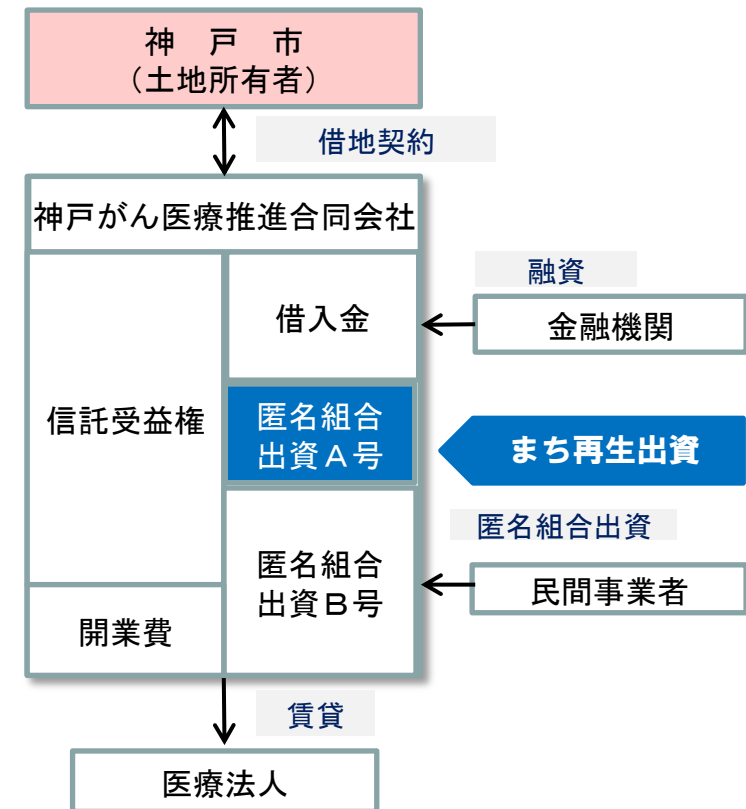 神　戸　市
（土地所有者）
借地契約
神戸がん医療推進合同会社
融資
借入金
金融機関
信託受益権
匿名組合
出資Ａ号
まち再生出資
匿名組合出資
匿名組合
出資Ｂ号
民間事業者
開業費
賃貸
医療法人